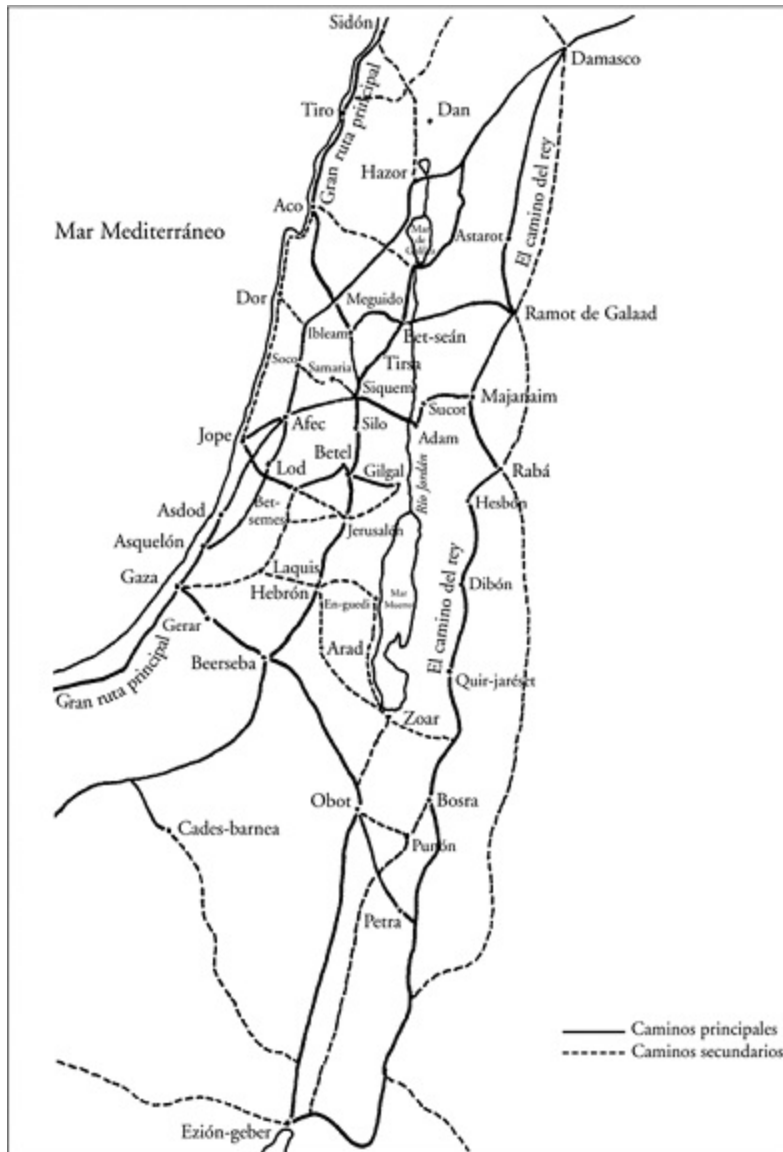 Sidón
Damasco
Tiro
Dan
Gran ruta principal
Hazor
El camino del rey
Aco
Mar Mediterráneo
Mar
de
Galilea
Astarot
Dor
Meguido
Ramot de Galaad
Ibleam
Bet-seán
Soco
Samaria
Tirsa
Siquem
Majanaim
Sucot
Afec
Silo
Adam
Jope
Betel
Lod
Gilgal
Rabá
Río Jordán
Hesbón
Bet-
semes
Asdod
Jerusalén
Asquelón
Laquis
Gaza
Hebrón
En-guedi
Mar
Muerto
Dibón
El camino del rey
Gerar
Arad
Beerseba
Quir-jaréset
Gran ruta principal
Zoar
Obot
Bosra
Cades-barnea
Punón
Petra
Caminos principales
Caminos secundarios
Ezión-geber